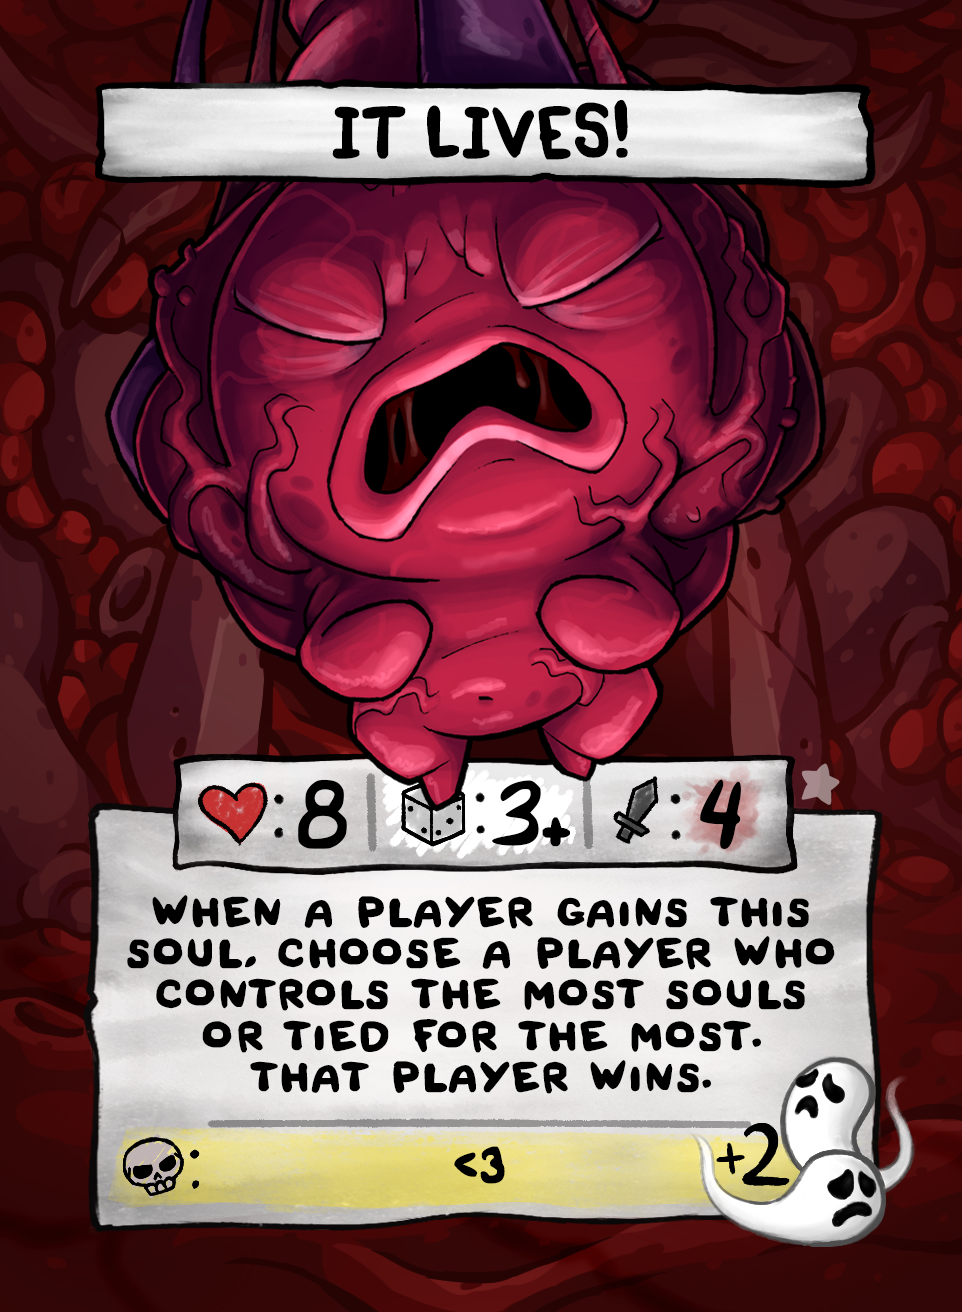 IT LIVES!
: 8 : 3+ : 4
WHEN A PLAYER GAINS THIS
SOUL, CHOOSE A PLAYER WHO
CONTROLS THE MOST SOULS
OR TIED FOR THE MOST.
THAT PLAYER WINS.
: <3 +2